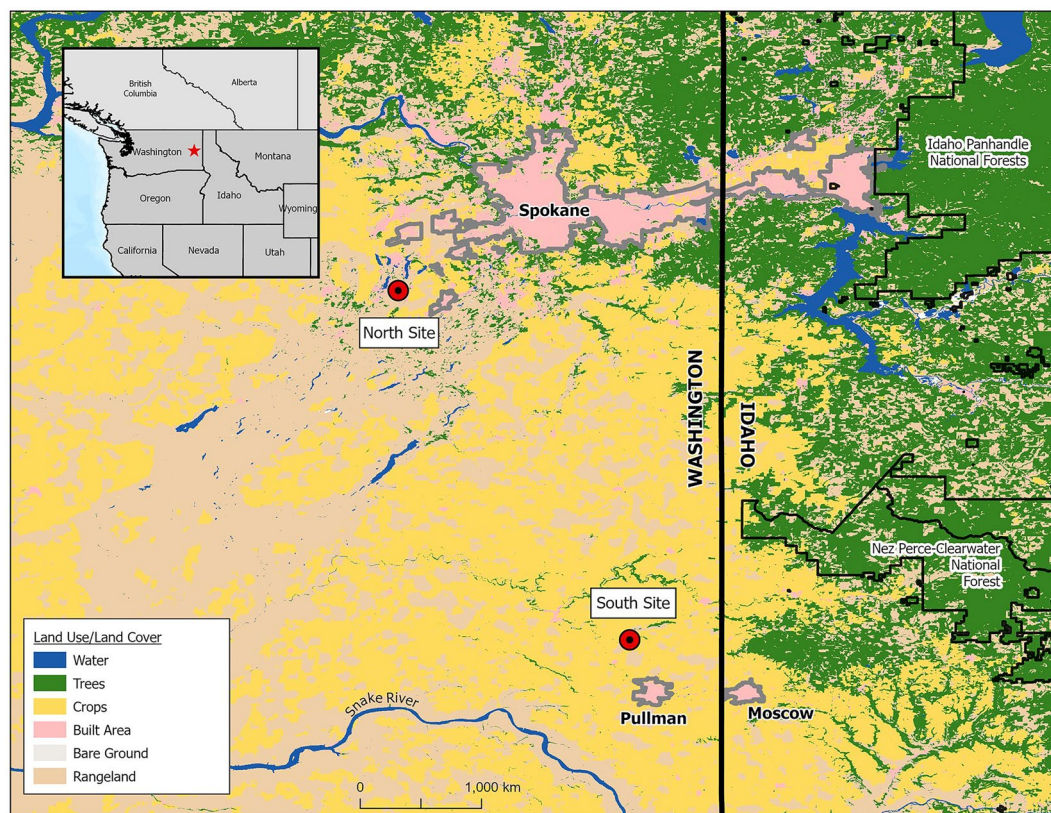 British
Columbia
Alberta
Washington
Montana
Oregon
Idaho
Wyoming
California
Nevada
Utah
Spokane
Idaho Panhandle
National Forests
North Site
WASHINGTON
IDAHO
Nez Perce-Clearwater
National
Forest
South Site
Pullman
Moscow
Snake River
Land Use/Land Cover
Water
Trees
Crops
Built Area
Bare Ground
Rangeland
0
1,000 km